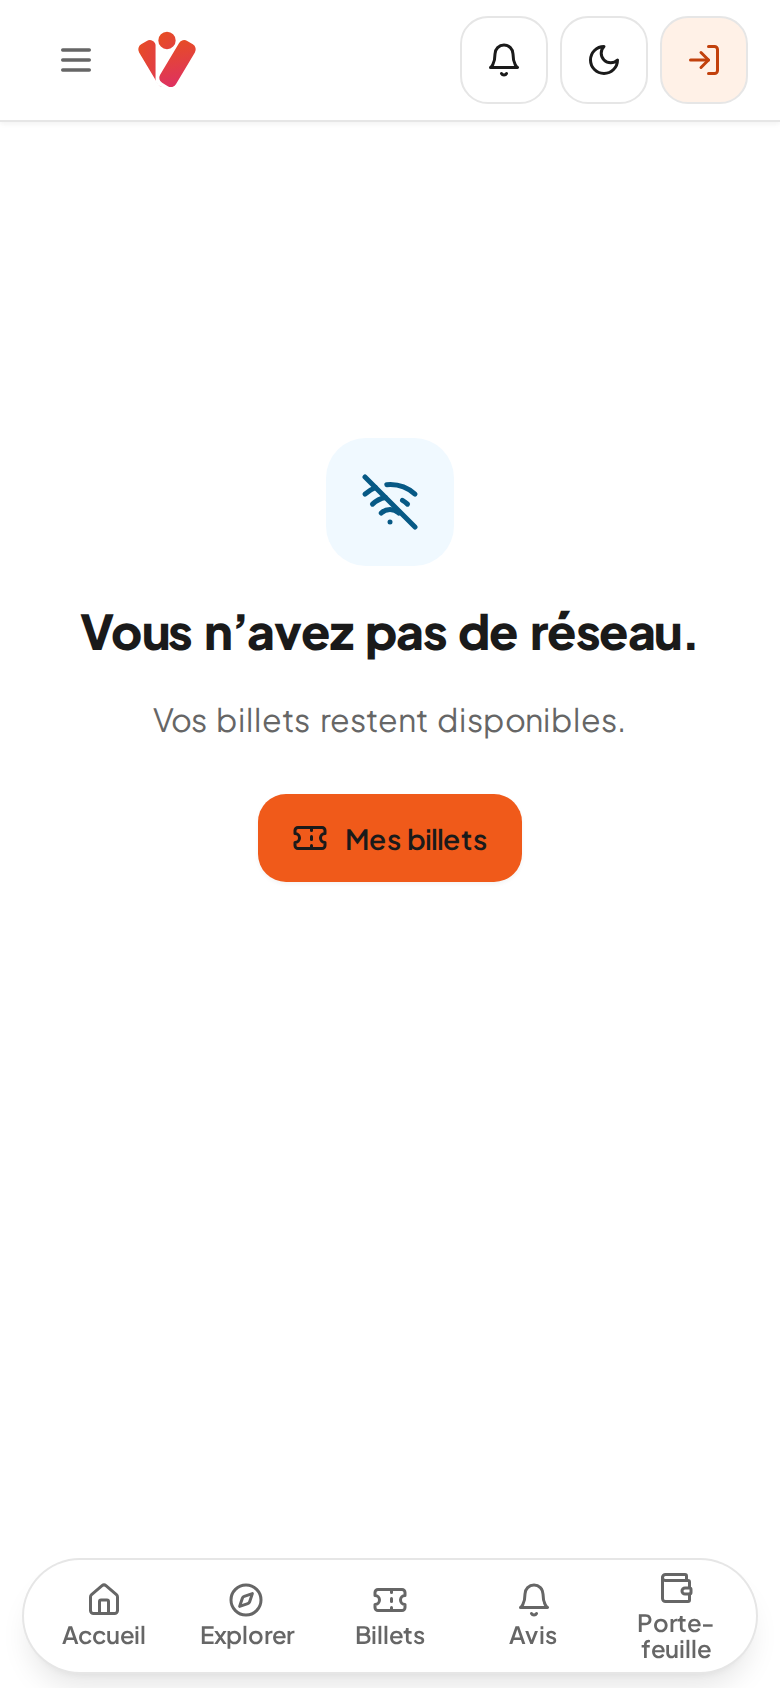 Vous n’avez pas de réseau.
Vos billets restent disponibles.
Mes billets
Accueil
Explorer
Billets
Avis
Porte-
feuille